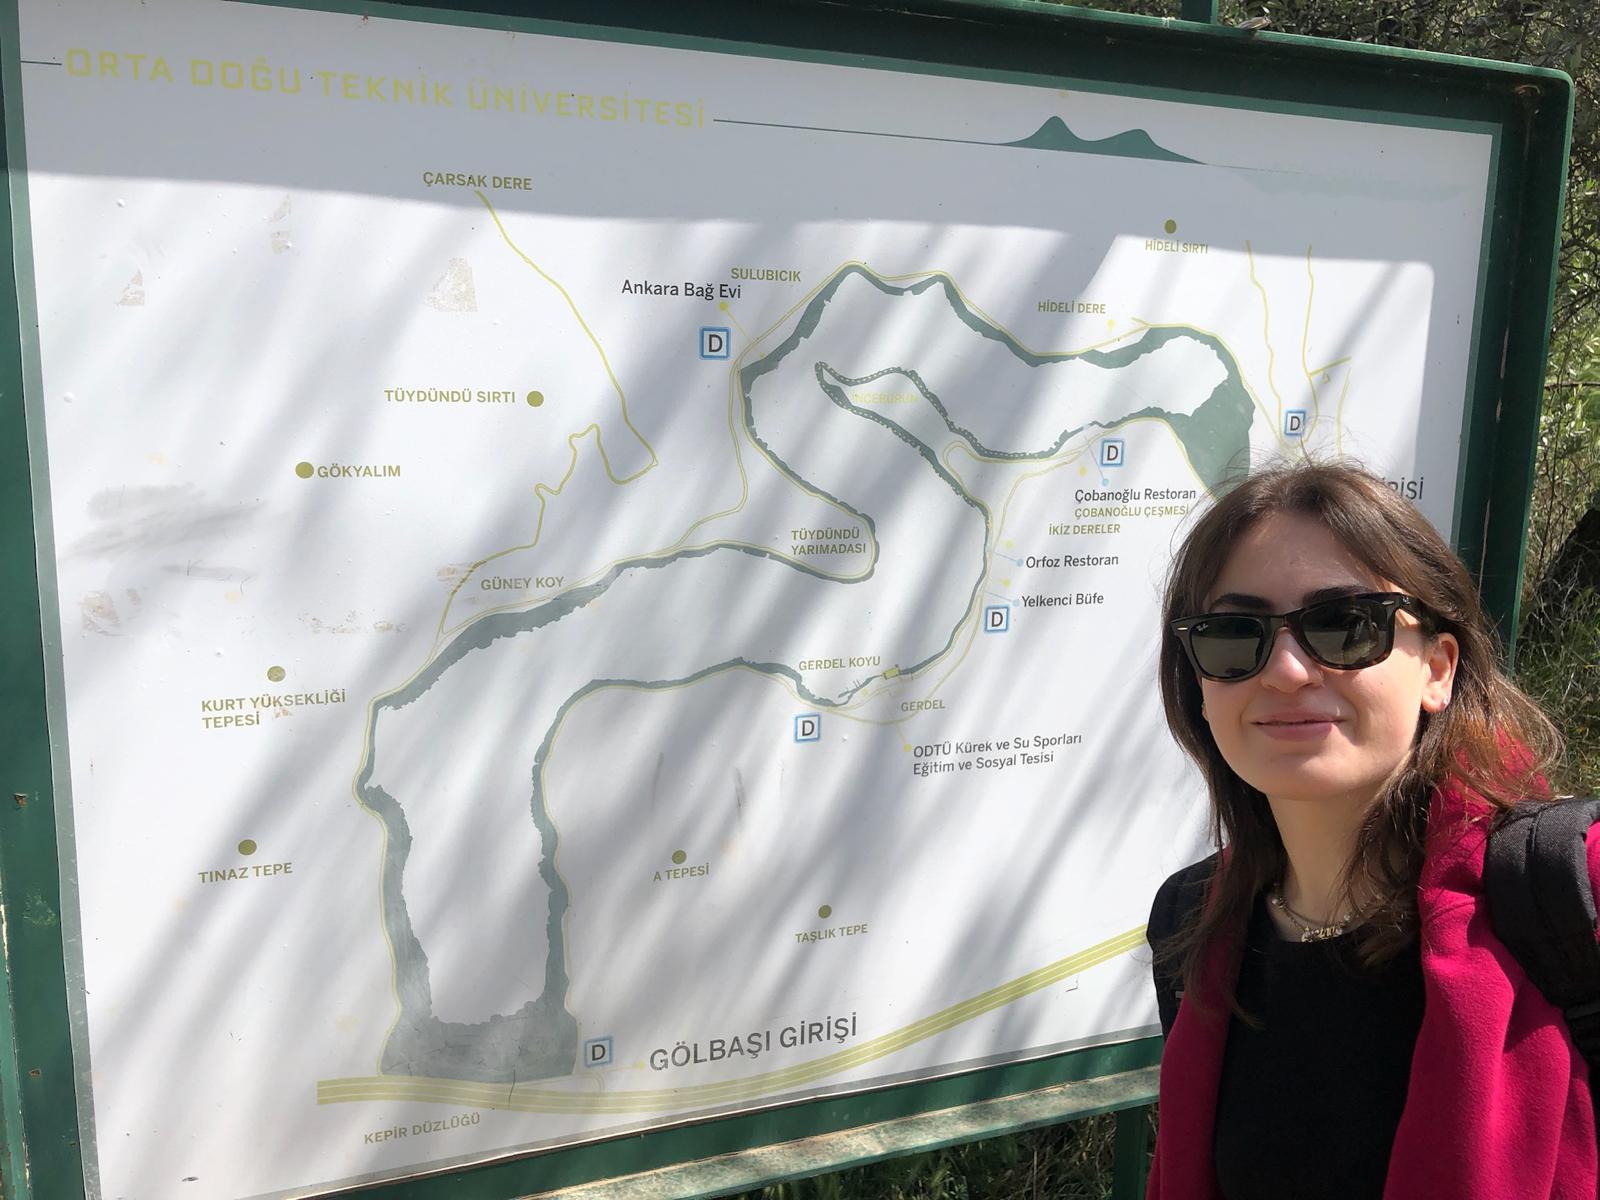 ORTA DOĞU TEKNİK ÜNİVERSİTESİ
ÇARSAK DERE
HİDELİ SIRTI
SULUBICIK
Ankara Bağ Evi
HİDELİ DERE
D
TÜYDÜNDÜ SIRTI
İNCEBURUN
D
D
GÖKYALIM
Çobanoğlu Restoran
ÇOBANOĞLU ÇEŞMESİ
İKİZ DERELER
TÜYDÜNDÜ
YARIMADASI
Orfoz Restoran
GÜNEY KOY
Yelkenci Büfe
D
GERDEL KOYU
KURT YÜKSEKLİĞİ
TEPESİ
GERDEL
D
ODTÜ Kürek ve Su Sporları
Eğitim ve Sosyal Tesisi
TINAZ TEPE
A TEPESİ
TAŞLIK TEPE
D
GÖLBAŞI GİRİŞİ
KEPİR DÜZLÜĞÜ